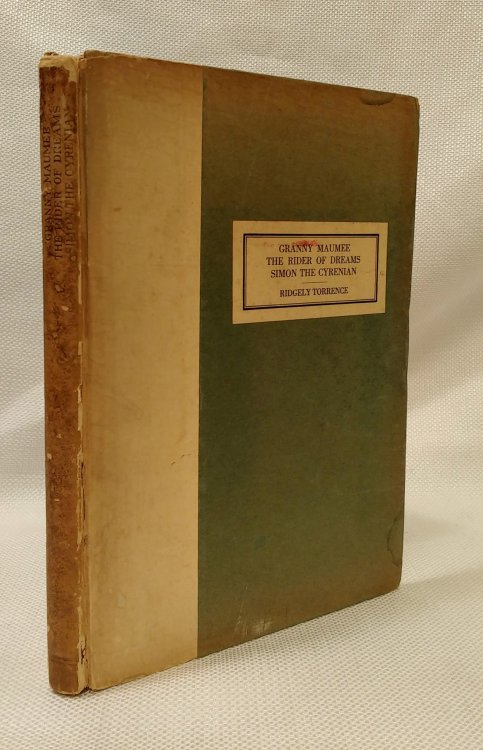 GRANNY MAUMEE
THE RIDER OF DREAMS
SIMON THE CYRENIAN
GRANNY MAUMEE
THE RIDER OF DREAMS
SIMON THE CYRENIAN
RIDGELY TORRENCE